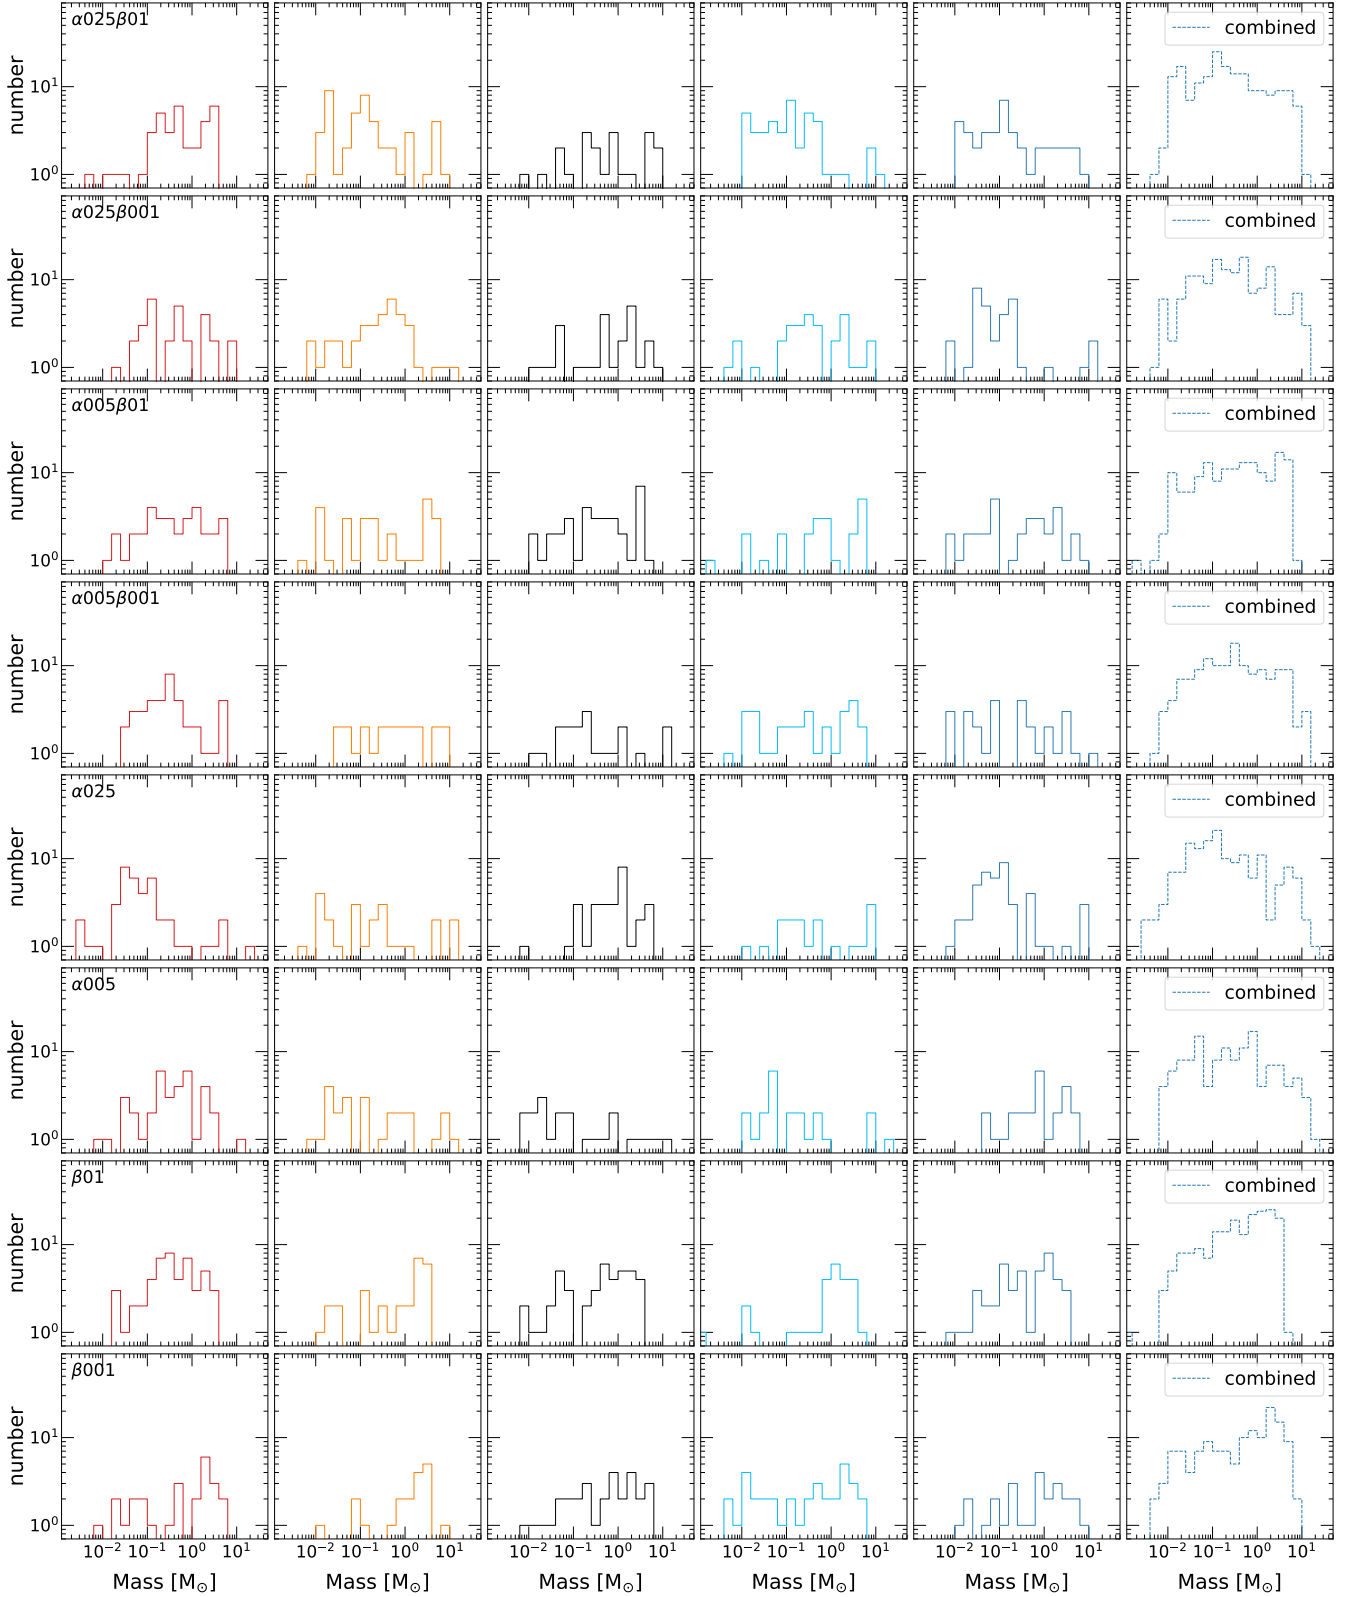 α025β01
combined
number
10¹
10⁰
α025β001
combined
number
10¹
10⁰
α005β01
combined
number
10¹
10⁰
α005β001
combined
number
10¹
10⁰
α025
combined
number
10¹
10⁰
α005
combined
number
10¹
10⁰
β01
combined
number
10¹
10⁰
β001
combined
number
10¹
10⁰
10⁻² 10⁻¹ 10⁰ 10¹ 10⁻² 10⁻¹ 10⁰ 10¹ 10⁻² 10⁻¹ 10⁰ 10¹ 10⁻² 10⁻¹ 10⁰ 10¹ 10⁻² 10⁻¹ 10⁰ 10¹ 10⁻² 10⁻¹ 10⁰ 10¹
Mass [M⊙] Mass [M⊙] Mass [M⊙] Mass [M⊙] Mass [M⊙] Mass [M⊙]